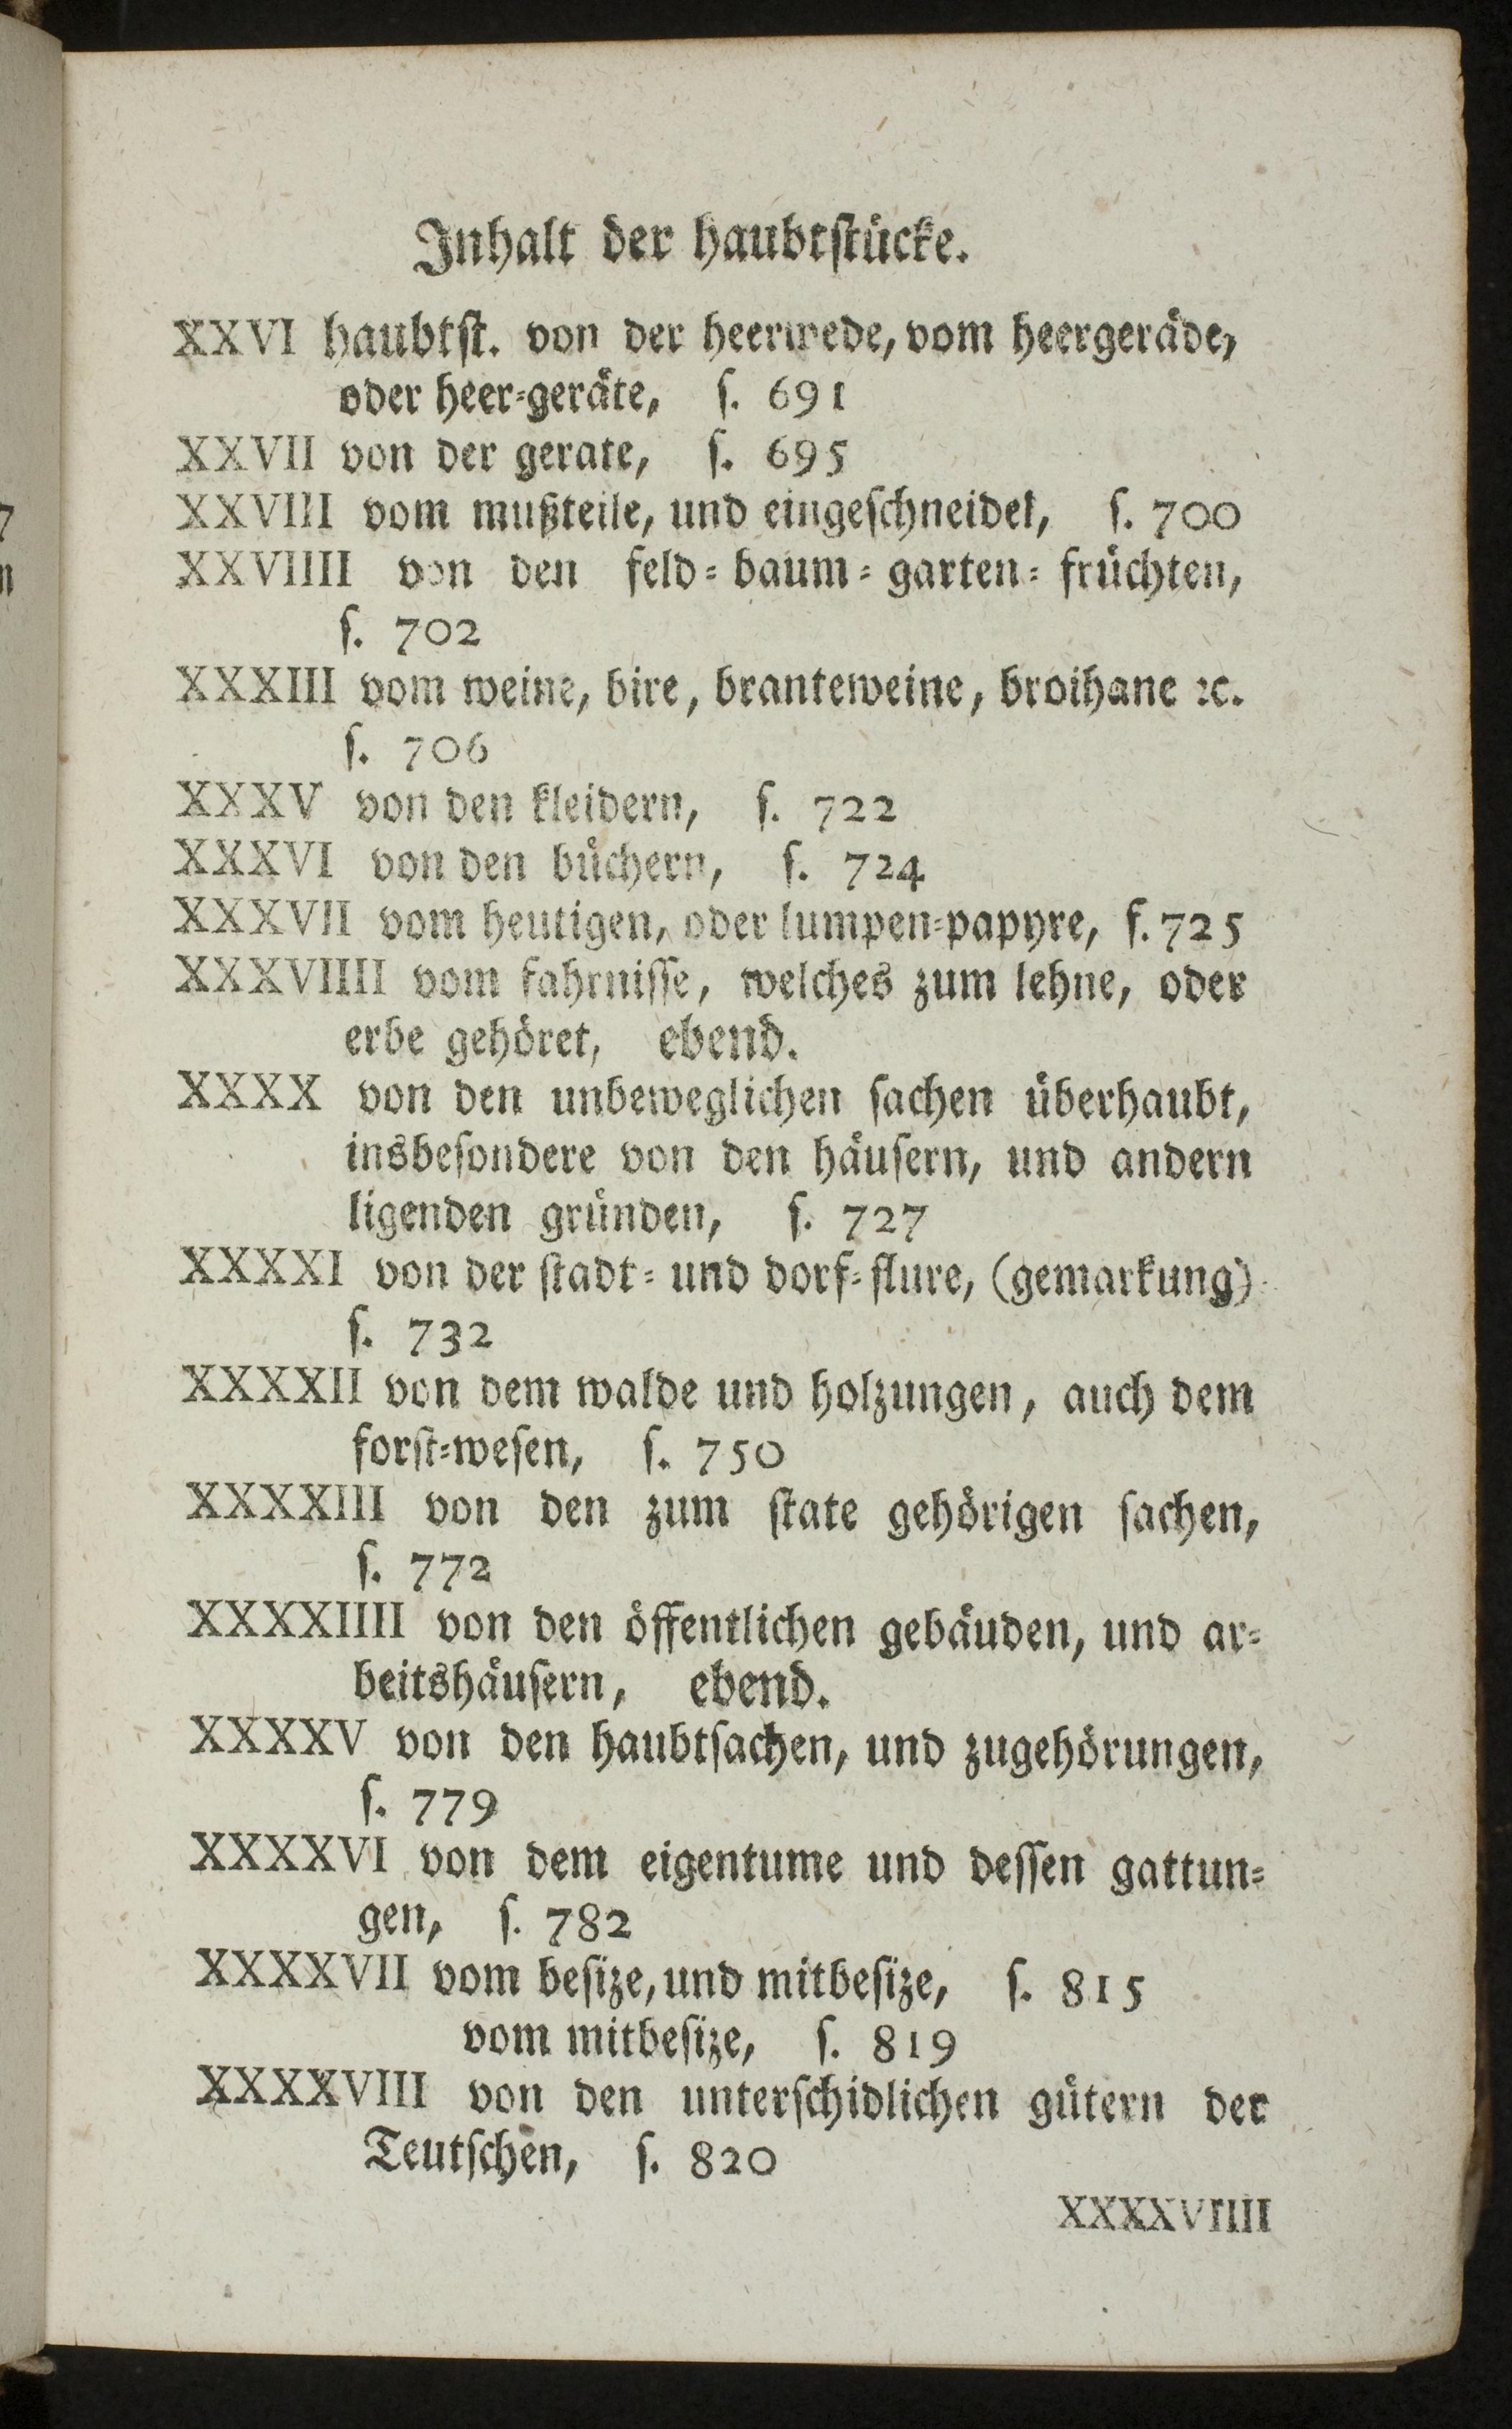 Inhalt der haubtſtücke.
XXVI haubtſt. von der heerwede, vom heergeräde,
oder heer⸗geräte, ſ. 691
XXVII von der gerate, ſ. 695
XXVIII vom mußteile, und eingeſchneidel, ſ. 700
XXVIIII von den feld⸗baum⸗garten⸗früchten,
ſ. 702
XXXIII vom weine, bire, branteweine, broihane ꝛc.
ſ. 706
XXXV von den kleidern, ſ. 722
XXXVI von den büchern, ſ. 724
XXXVII vom heutigen, oder lumpen⸗papyre, ſ. 725
XXXVIIII vom fahrniſſe, welches zum lehne, oder
erbe gehöret, ebend.
XXXX von den unbeweglichen ſachen überhaubt,
insbeſondere von den häuſern, und andern
ligenden gründen, ſ. 727
XXXXI von der ſtadt⸗ und dorf⸗flure, (gemarkung)
ſ. 732
XXXXII von dem walde und holzungen, auch dem
forſt⸗weſen, ſ. 750
XXXXIII von den zum ſtate gehörigen ſachen,
ſ. 772
XXXXIIII von den öffentlichen gebäuden, und ar⸗
beitshäuſern, ebend.
XXXXV von den haubtſachen, und zugehörungen,
ſ. 779
XXXXVI von dem eigentume und deſſen gattun⸗
gen, ſ. 782
XXXXVII vom beſize, und mitbeſize, ſ. 815
vom mitbeſize, ſ. 819
XXXXVIII von den unterſchidlichen gütern der
Teutſchen, ſ. 820
XXXXVIIII